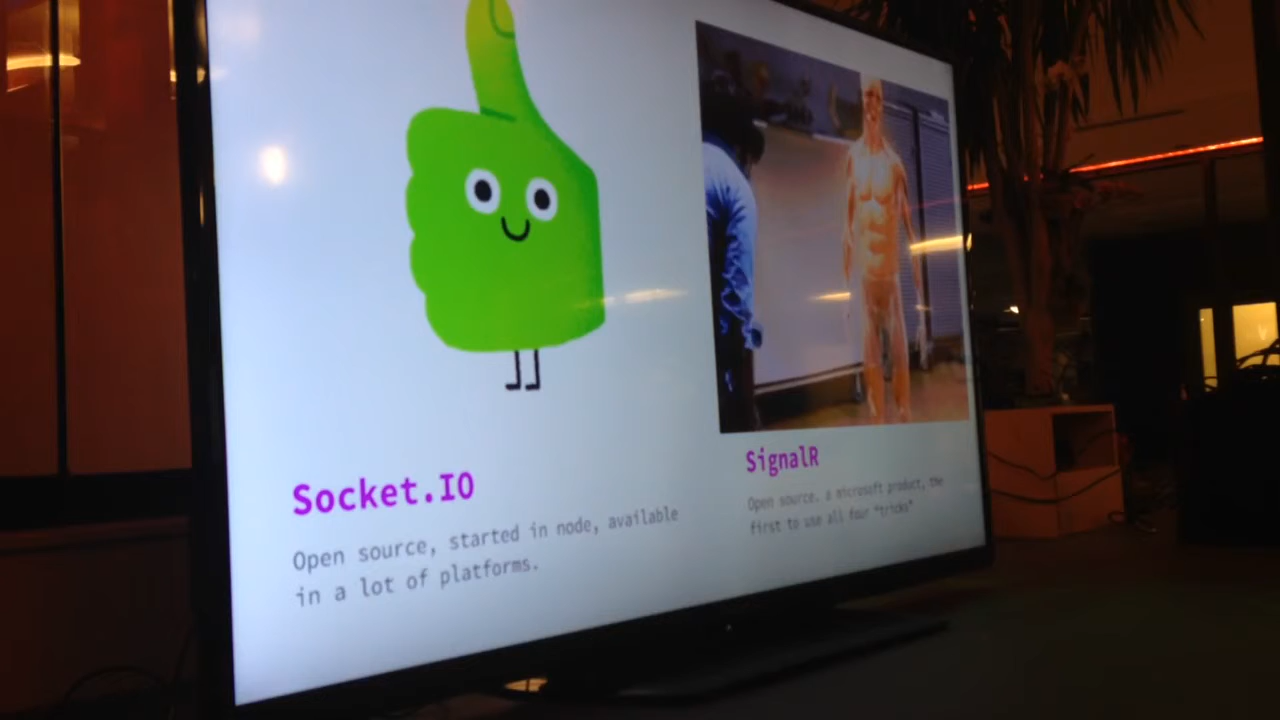 Socket.IO
Open source, started in node, available
in a lot of platforms.
SignalR
Open source. a microsoft product, the
first to use all four "tricks"